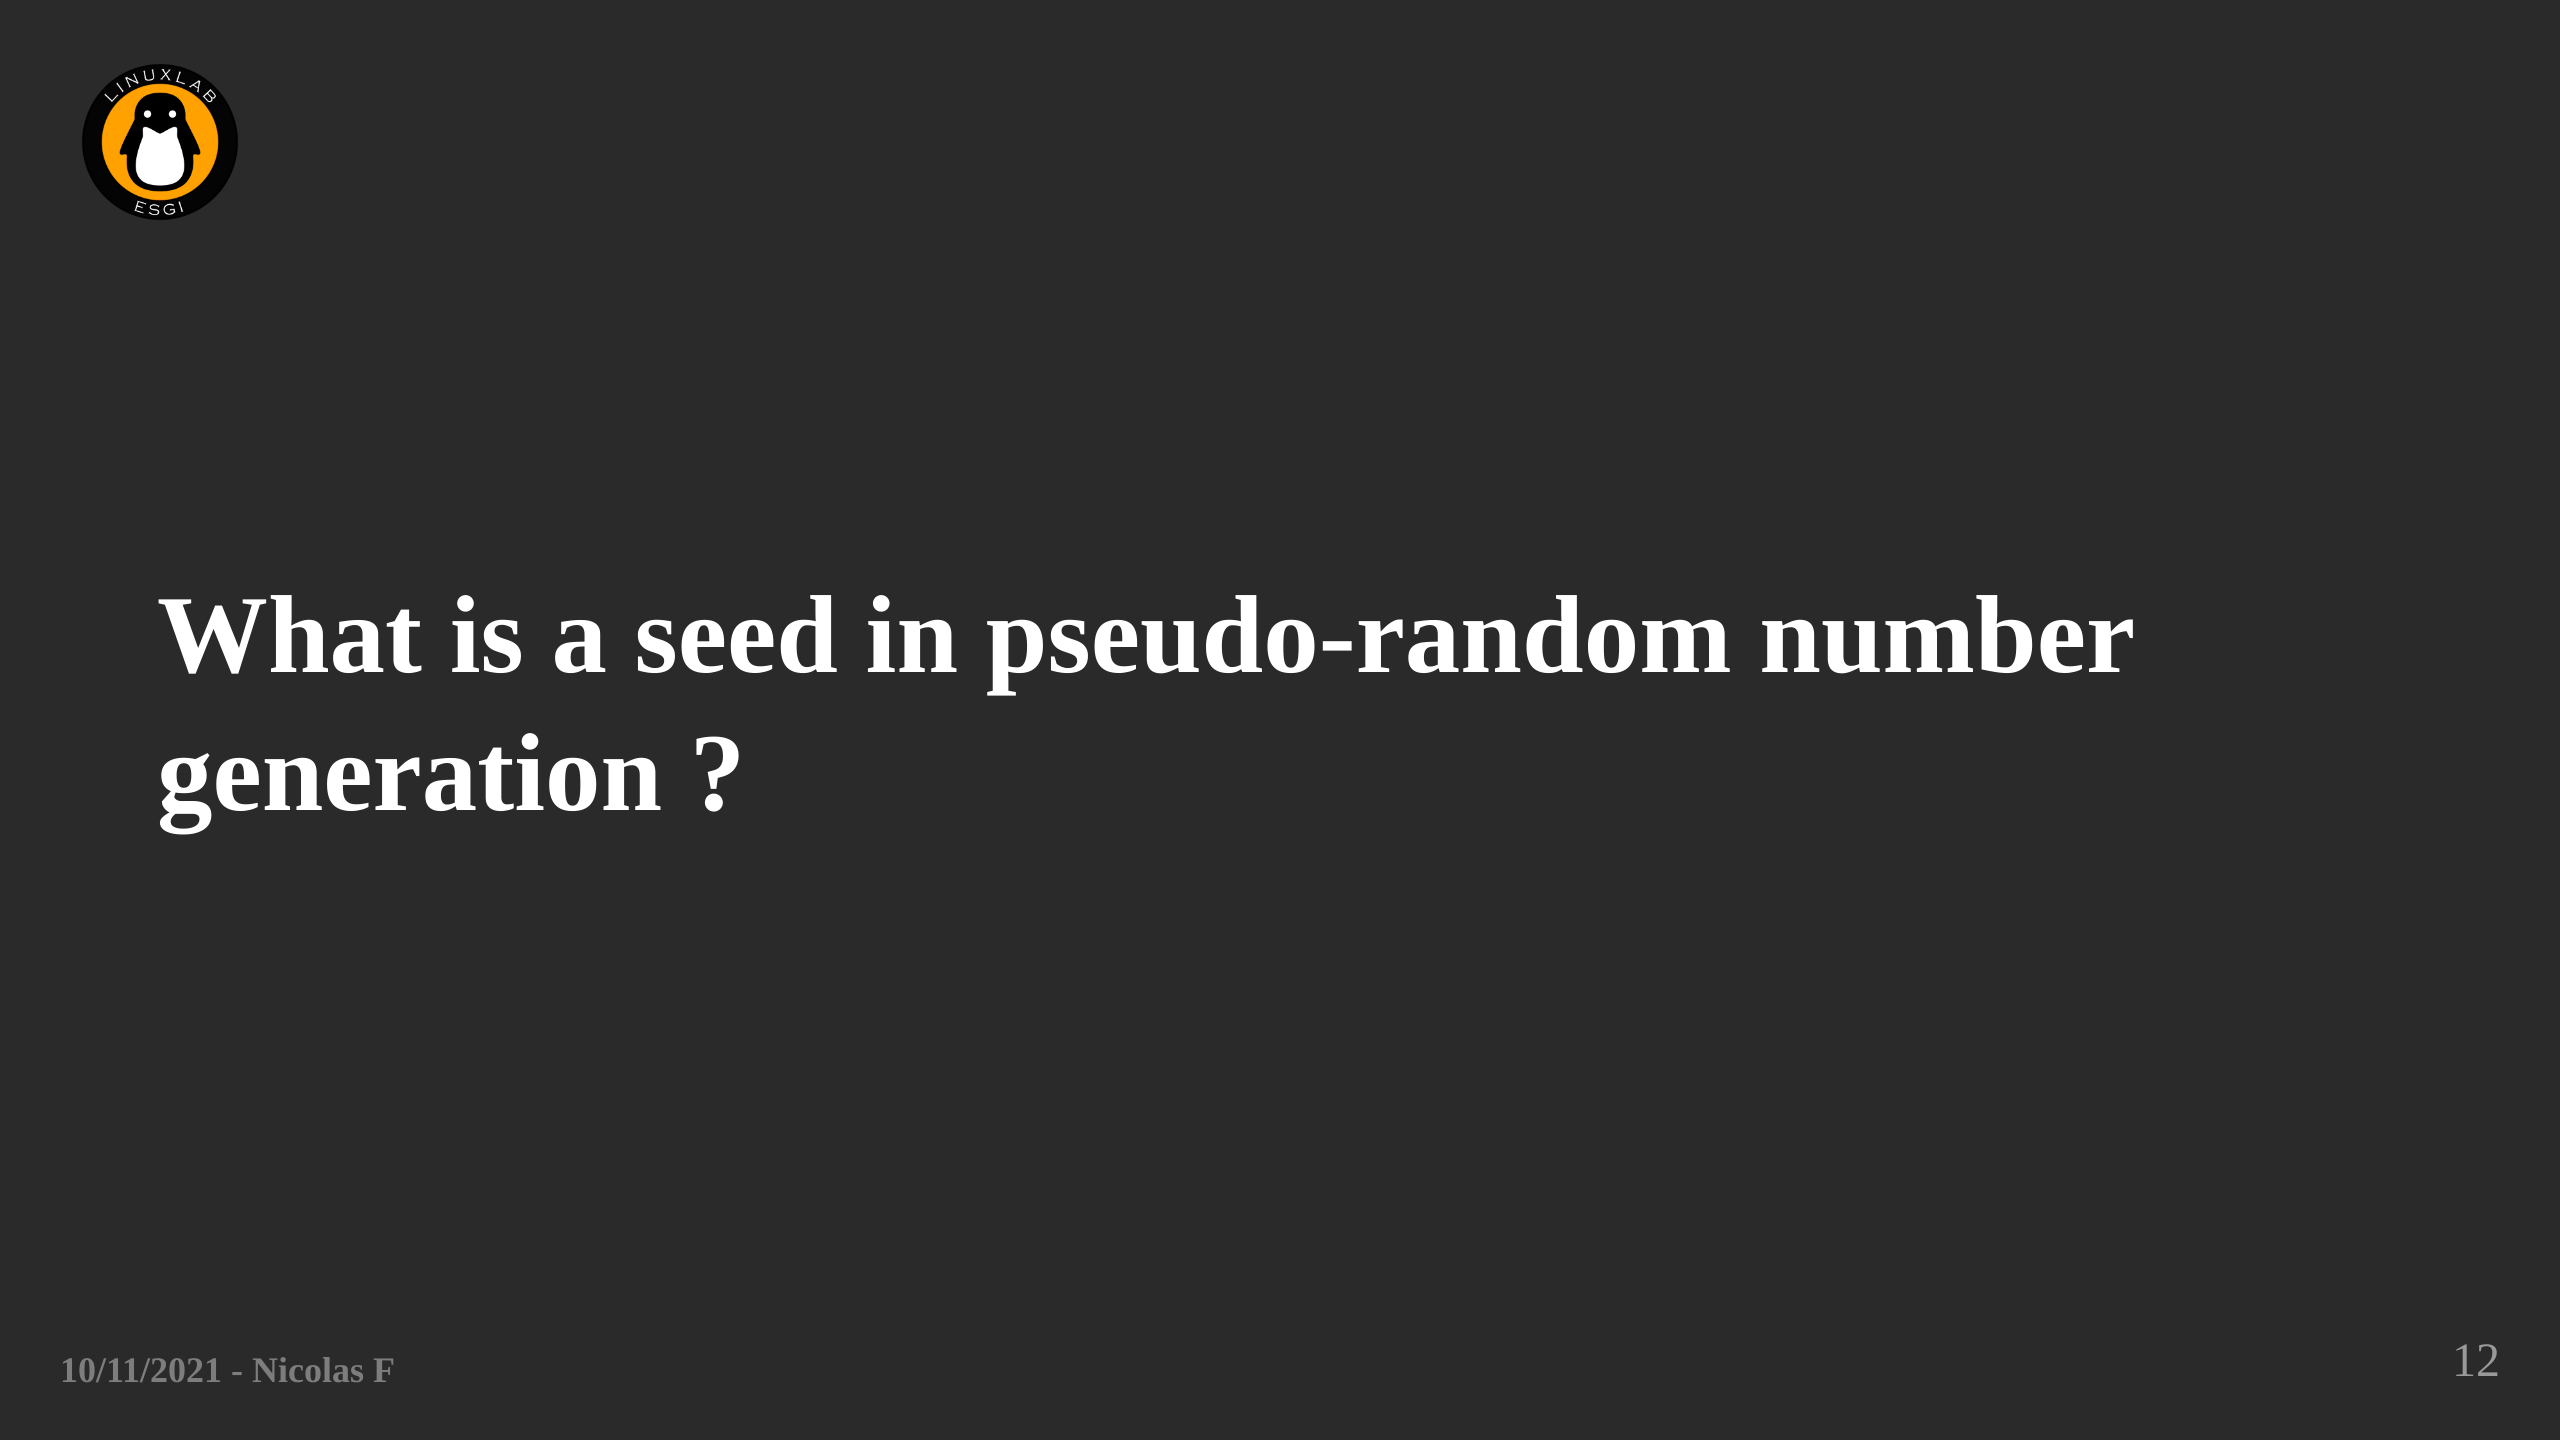 LINUXLAB
ESGI
What is a seed in pseudo-random number
generation ?
10/11/2021 - Nicolas F
12